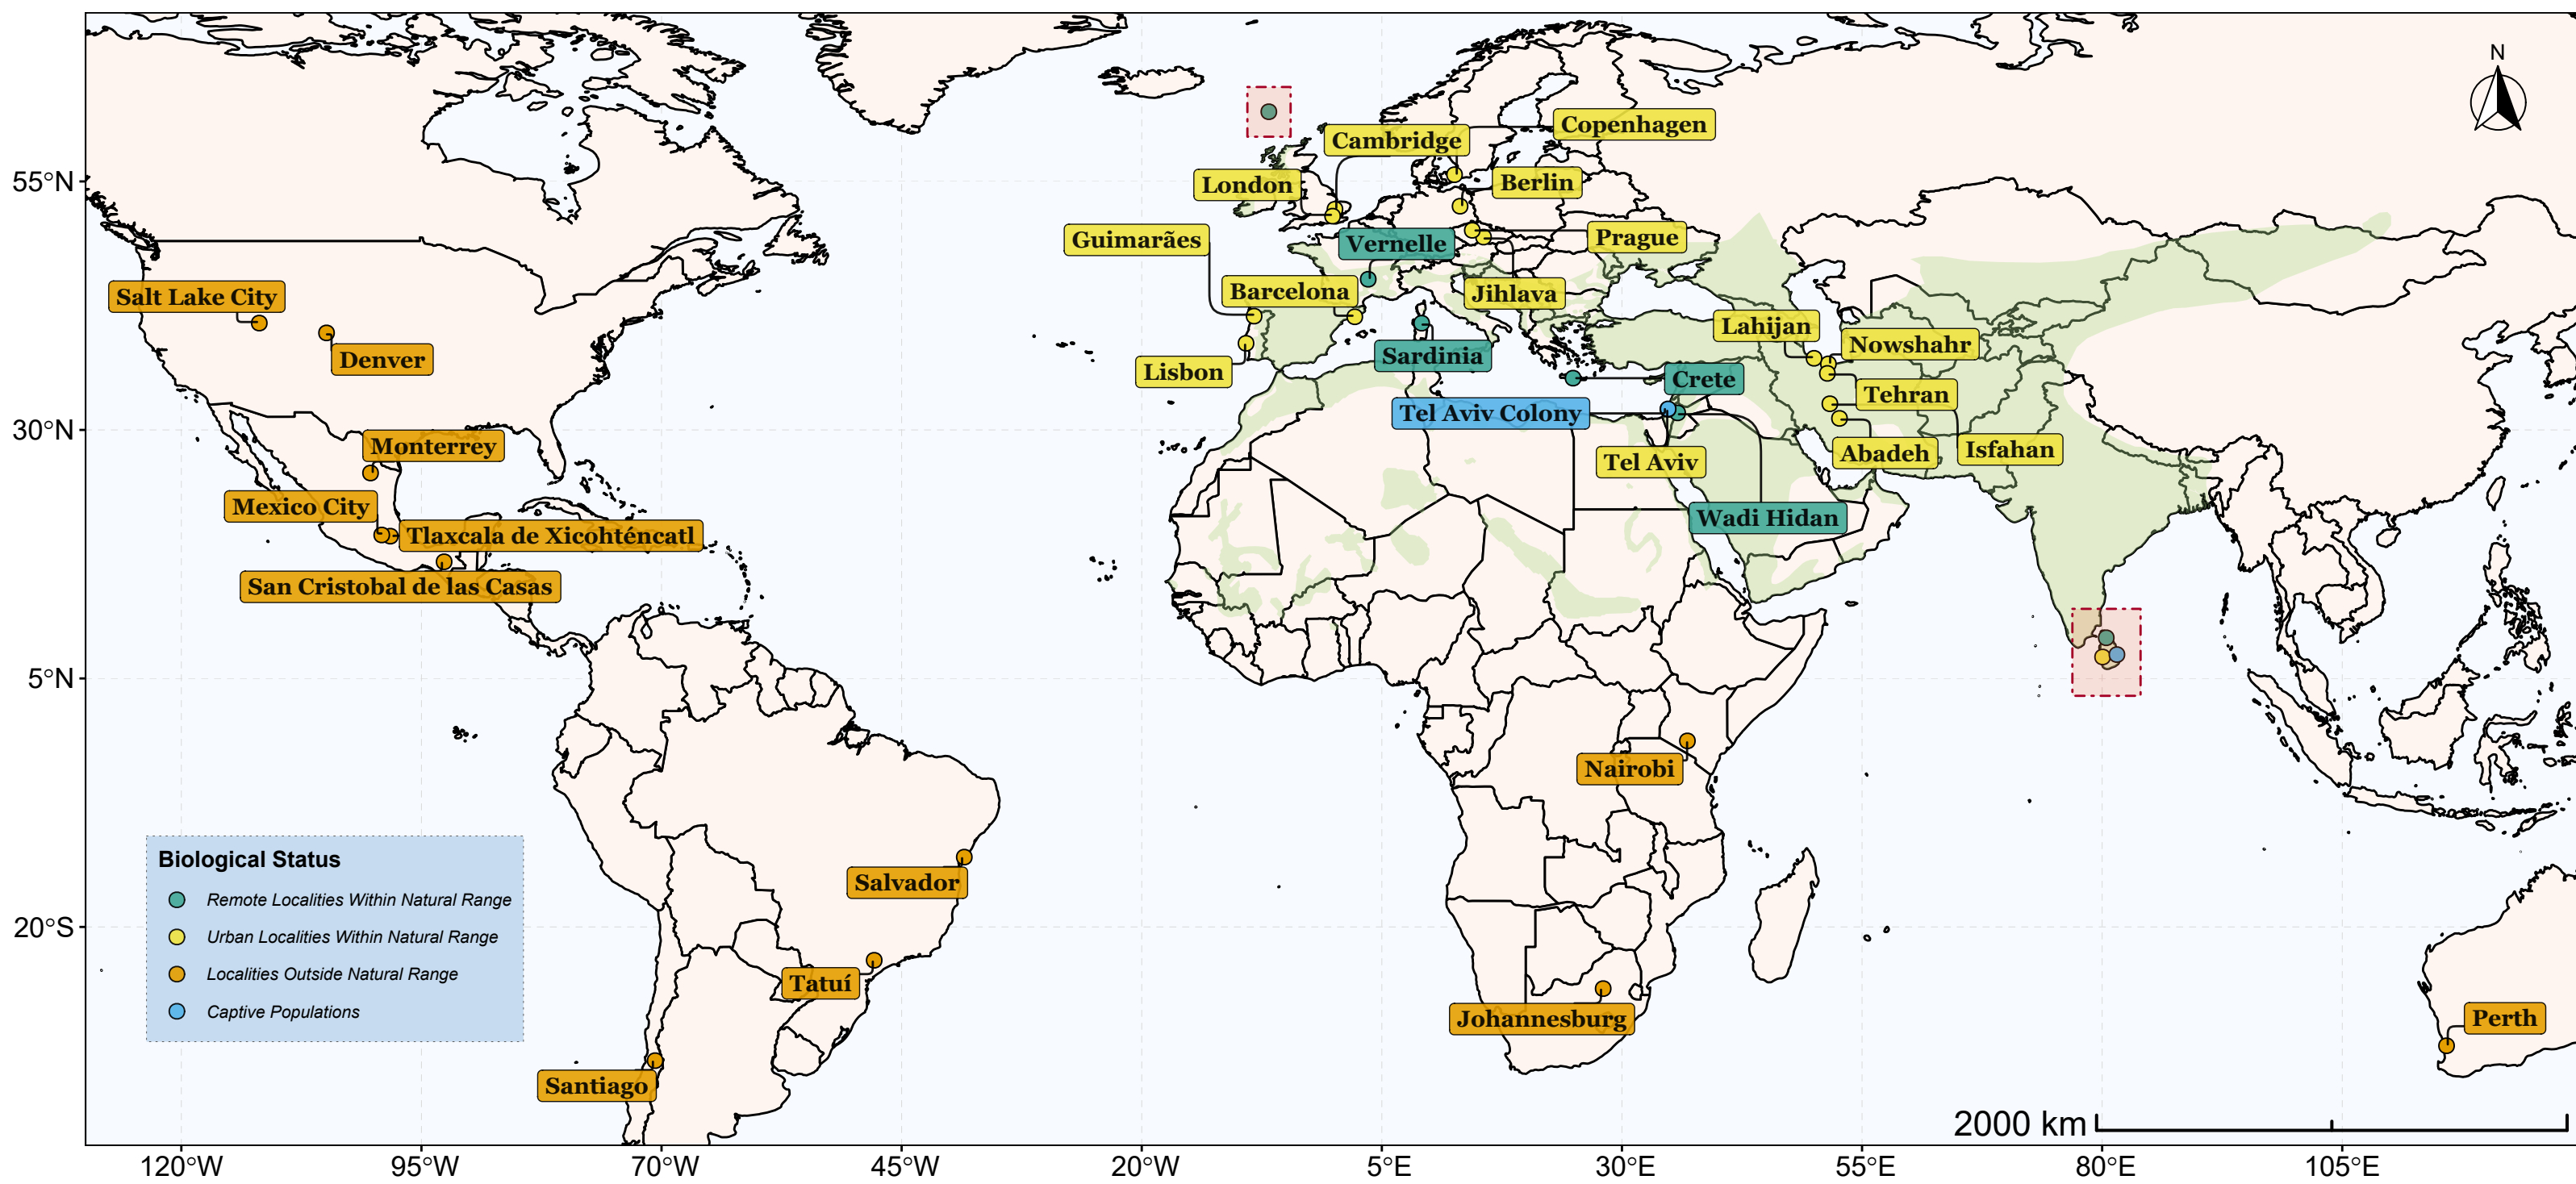 N
Copenhagen
Cambridge
London
Berlin
Guimarães
Vernelle
Prague
Salt Lake City
Barcelona
Jihlava
Lahijan
Nowshahr
Denver
Lisbon
Sardinia
Crete
Tehran
Tel Aviv Colony
Monterrey
Tel Aviv
Abadeh
Isfahan
Mexico City
Wadi Hidan
Tlaxcala de Xicohténcatl
San Cristobal de las Casas
Nairobi
Salvador
Tatuí
Johannesburg
Perth
Santiago
55°N
30°N
5°N
20°S
Biological Status
Remote Localities Within Natural Range
Urban Localities Within Natural Range
Localities Outside Natural Range
Captive Populations
2000 km
120°W 95°W 70°W 45°W 20°W 5°E 30°E 55°E 80°E 105°E